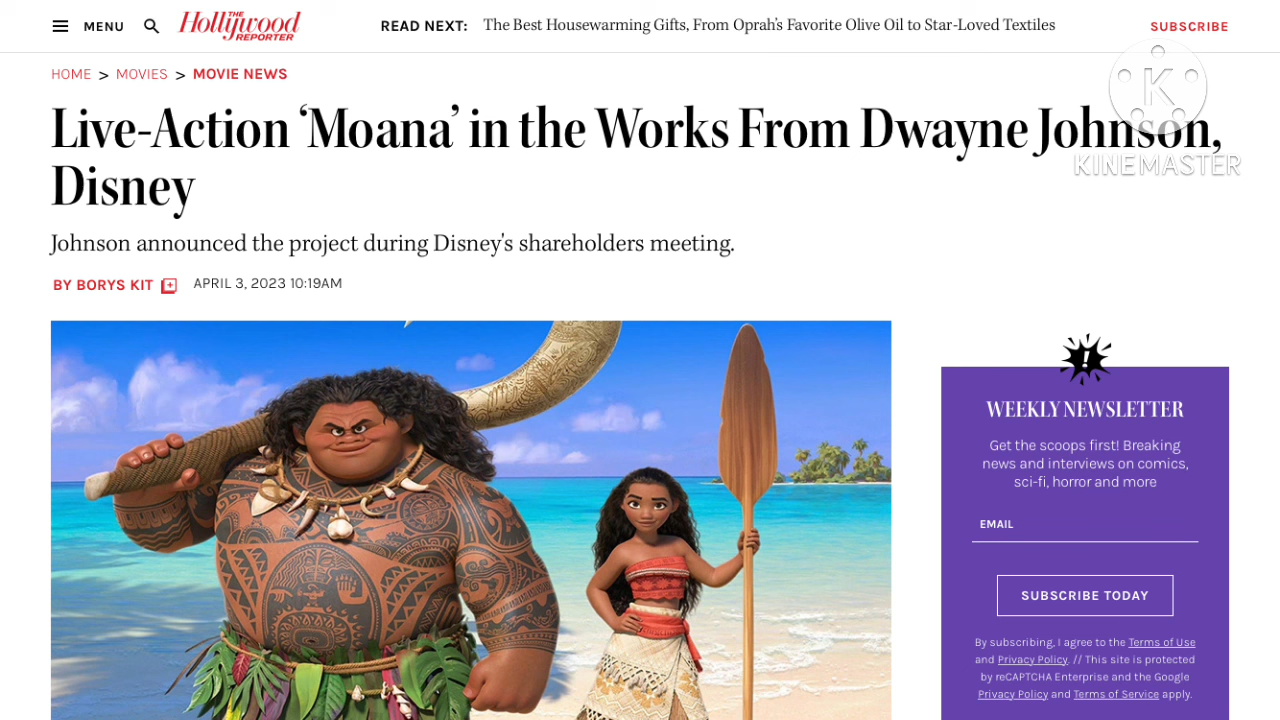 MENU
THE
Hollywood
REPORTER
READ NEXT: The Best Housewarming Gifts, From Oprah's Favorite Olive Oil to Star-Loved Textiles
SUBSCRIBE
HOME > MOVIES > MOVIE NEWS
Live-Action ‘Moana’ in the Works From Dwayne Johnson,
Disney
K
KINEMASTER
Johnson announced the project during Disney's shareholders meeting.
BY BORYS KIT + APRIL 3, 2023 10:19AM
!
WEEKLY NEWSLETTER
Get the scoops first! Breaking
news and interviews on comics,
sci-fi, horror and more
EMAIL
SUBSCRIBE TODAY
By subscribing, I agree to the Terms of Use
and Privacy Policy. // This site is protected
by reCAPTCHA Enterprise and the Google
Privacy Policy and Terms of Service apply.